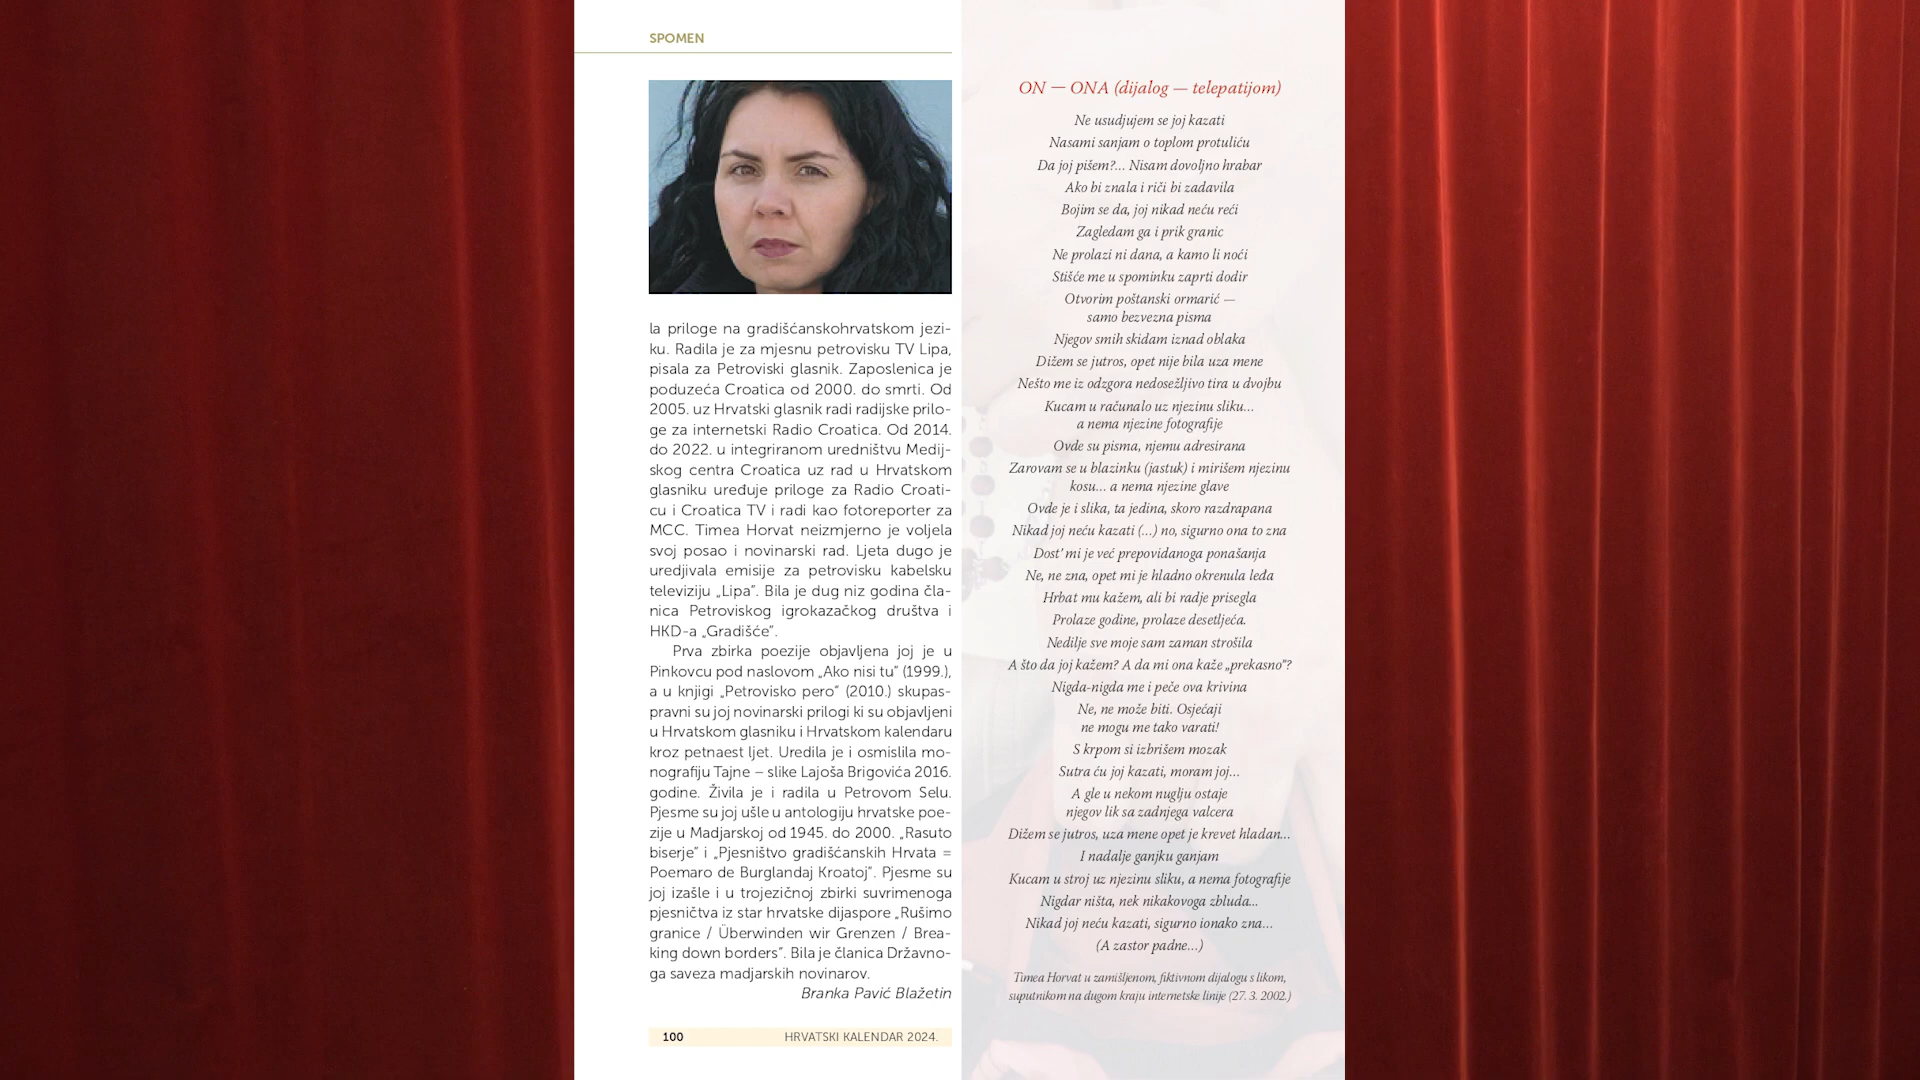 SPOMEN
la priloge na gradišćanskohrvatskom jezi-
ku. Radila je za mjesnu petrovisku TV Lipa,
pisala za Petroviski glasnik. Zaposlenica je
poduzeća Croatica od 2000. do smrti. Od
2005. uz Hrvatski glasnik radi radijske prilo-
ge za internetski Radio Croatica. Od 2014.
do 2022. u integriranom uredništvu Medij-
skog centra Croatica uz rad u Hrvatskom
glasniku uređuje priloge za Radio Croati-
cu i Croatica TV i radi kao fotoreporter za
MCC. Timea Horvat neizmjerno je voljela
svoj posao i novinarski rad. Ljeta dugo je
uredjivala emisije za petrovisku kabelsku
televiziju „Lipa”. Bila je dug niz godina čla-
nica Petroviskog igrokazačkog društva i
HKD-a „Gradišće”.
Prva zbirka poezije objavljena joj je u
Pinkovcu pod naslovom „Ako nisi tu” (1999.),
a u knjigi „Petrovisko pero” (2010.) skupas-
pravni su joj novinarski prilogi ki su objavljeni
u Hrvatskom glasniku i Hrvatskom kalendaru
kroz petnaest ljet. Uredila je i osmislila mo-
nografiju Tajne – slike Lajoša Brigovića 2016.
godine. Živila je i radila u Petrovom Selu.
Pjesme su joj ušle u antologiju hrvatske poe-
zije u Madjarskoj od 1945. do 2000. „Rasuto
biserje” i „Pjesništvo gradišćanskih Hrvata =
Poemaro de Burglandaj Kroatoj”. Pjesme su
joj izašle i u trojezičnoj zbirki suvrimenoga
pjesničtva iz star hrvatske dijaspore „Rušimo
granice / Überwinden wir Grenzen / Brea-
king down borders”. Bila je članica Državno-
ga saveza madjarskih novinarov.
Branka Pavić Blažetin
100 HRVATSKI KALENDAR 2024.
ON — ONA (dijalog — telepatijom)
Ne usudjujem se joj kazati
Nasami sanjam o toplom protuliću
Da joj pišem?... Nisam dovoljno hrabar
Ako bi znala i riči bi zadavila
Bojim se da, joj nikad neću reći
Zagledam ga i prik granic
Ne prolazi ni dana, a kamo li noći
Stišće me u spominku zaprti dodir
Otvorim poštanski ormarić —
samo bezvezna pisma
Njegov smih skidam iznad oblaka
Dižem se jutros, opet nije bila uza mene
Nešto me iz odzgora nedosežljivo tira u dvojbu
Kucam u računalo uz njezinu sliku...
a nema njezine fotografije
Ovde su pisma, njemu adresirana
Zarovam se u blazinku (jastuk) i mirišem njezinu
kosu... a nema njezine glave
Ovde je i slika, ta jedina, skoro razdrapana
Nikad joj neću kazati (...) no, sigurno ona to zna
Dost’ mi je već prepovidanoga ponašanja
Ne, ne zna, opet mi je hladno okrenula leđa
Hrbat mu kažem, ali bi radje prisegla
Prolaze godine, prolaze desetljeća.
Nedilje sve moje sam zaman strošila
A što da joj kažem? A da mi ona kaže „prekasno”?
Nigda-nigda me i peče ova krivina
Ne, ne može biti. Osjećaji
ne mogu me tako varati!
S krpom si izbrišem mozak
Sutra ću joj kazati, moram joj...
A gle u nekom nuglju ostaje
njegov lik sa zadnjega valcera
Dižem se jutros, uza mene opet je krevet hladan...
I nadalje ganjku ganjam
Kucam u stroj uz njezinu sliku, a nema fotografije
Nigdar ništa, nek nikakovoga zbluda...
Nikad joj neću kazati, sigurno ionako zna...
(A zastor padne...)
Timea Horvat u zamišljenom, fiktivnom dijalogu s likom,
suputnikom na dugom kraju internetske linije (27. 3. 2002.)